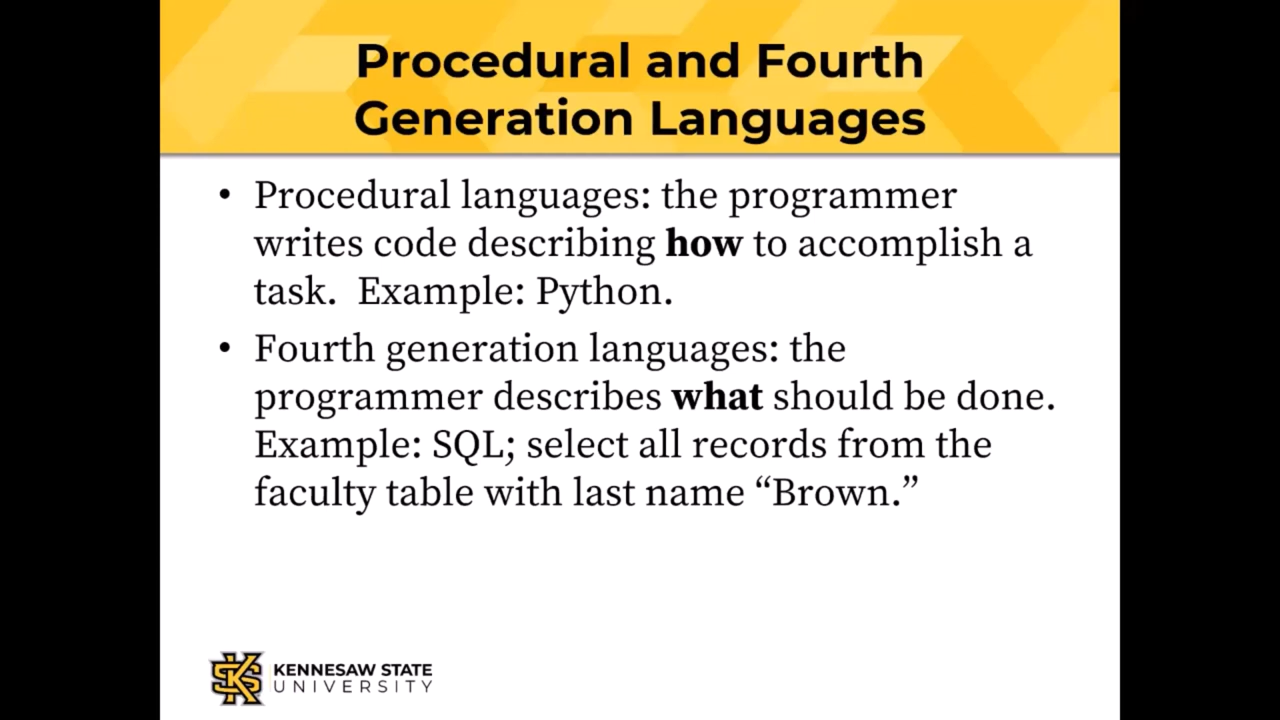 Procedural and Fourth
Generation Languages
• Procedural languages: the programmer
writes code describing how to accomplish a
task.  Example: Python.
• Fourth generation languages: the
programmer describes what should be done.
Example: SQL; select all records from the
faculty table with last name “Brown.”
KENNESAW STATE
UNIVERSITY